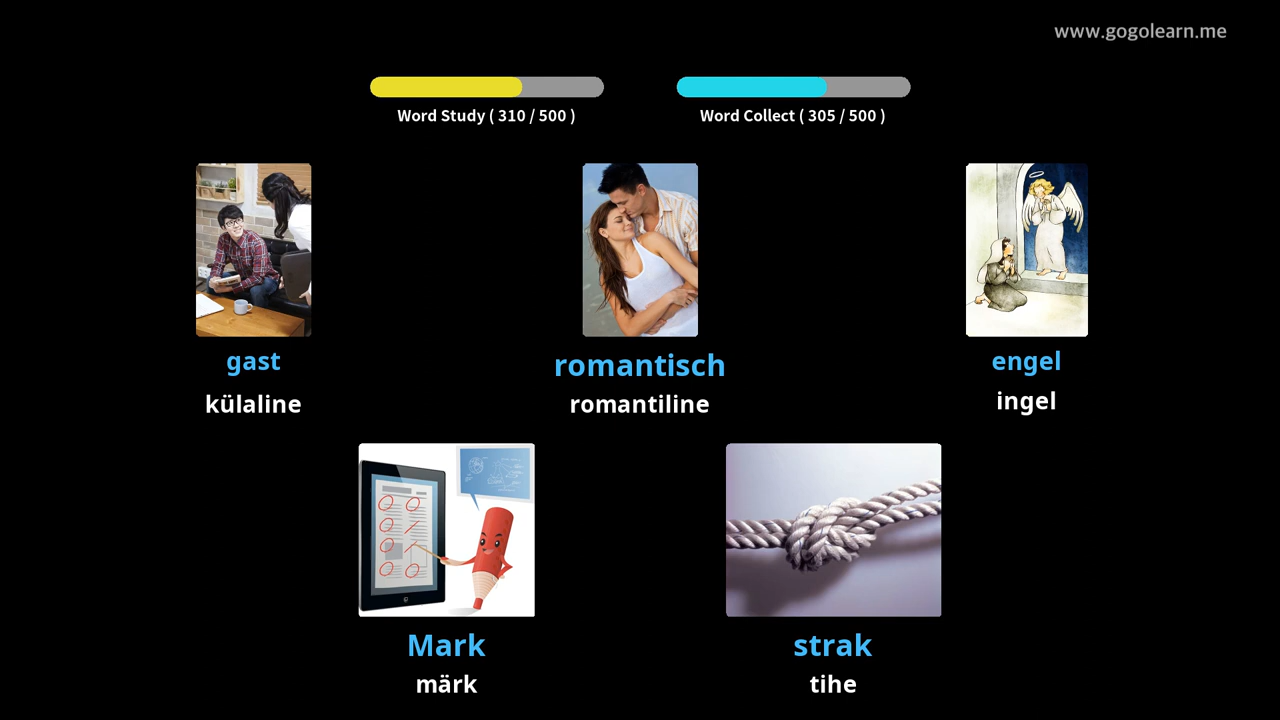 www.gogolearn.me
Word Study ( 310 / 500 )
Word Collect ( 305 / 500 )
gast
külaline
romantisch
romantiline
engel
ingel
Mark
märk
strak
tihe